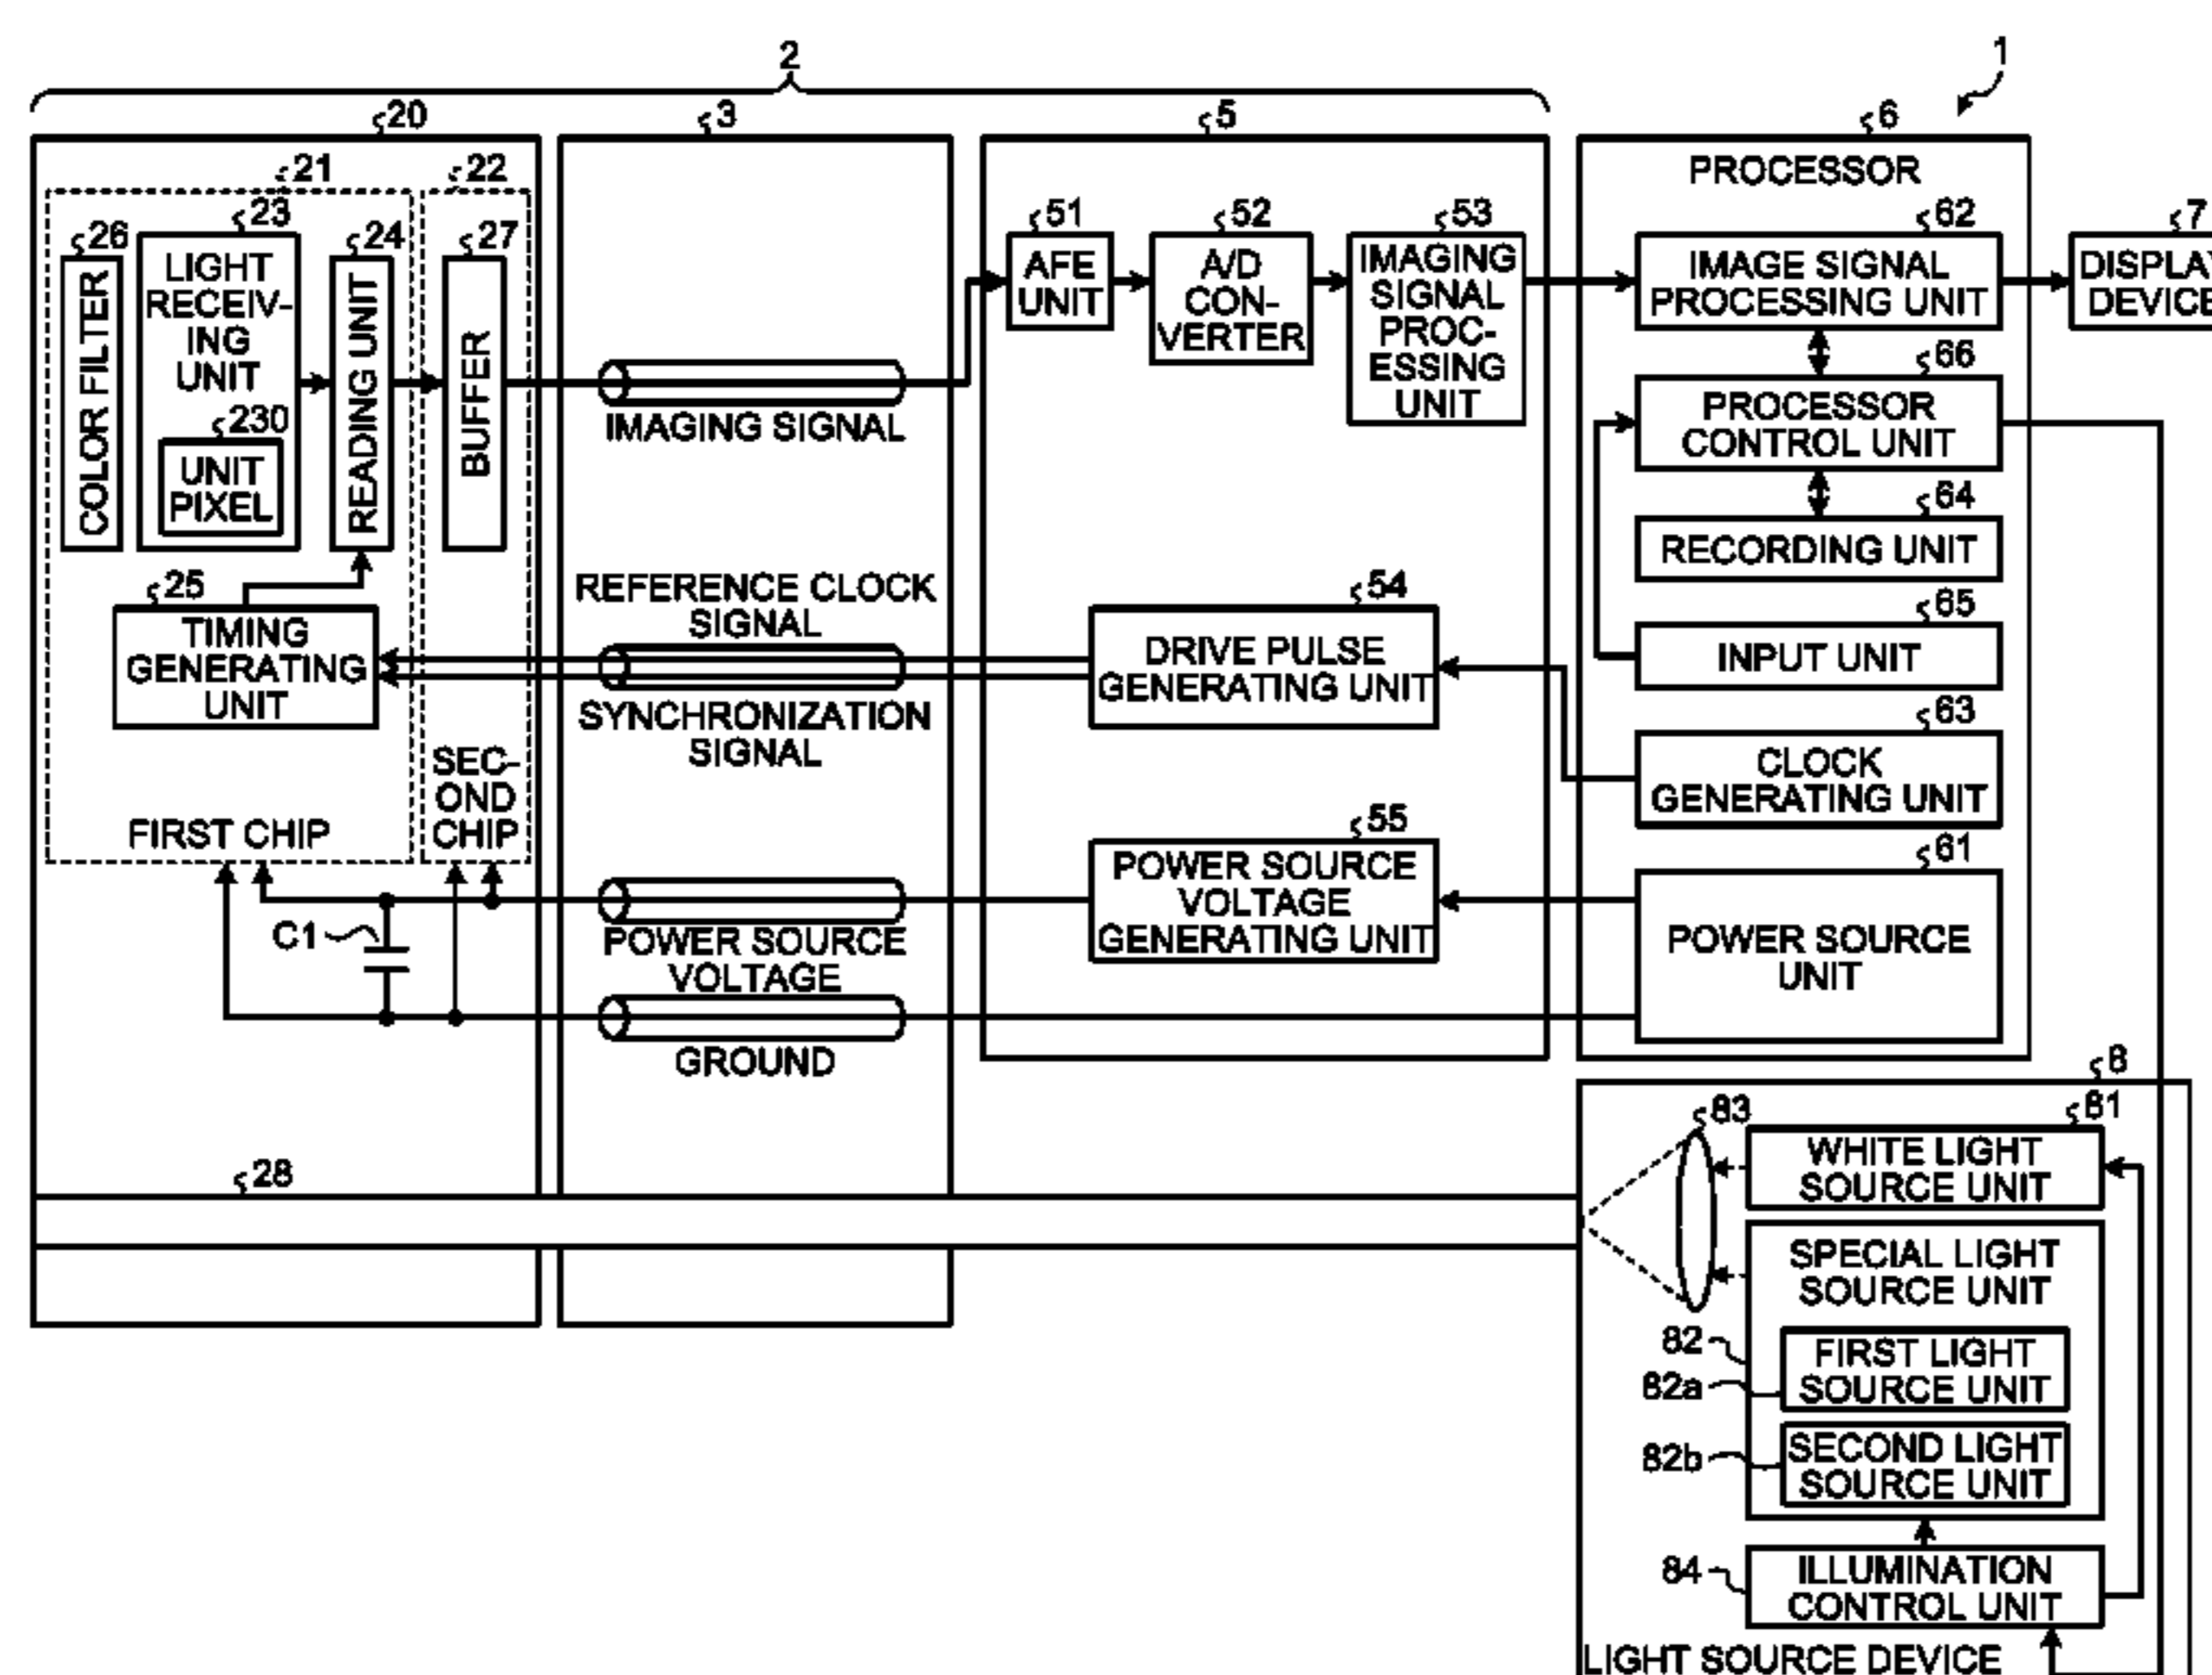 1
2
20
3
5
6
PROCESSOR
21
22
23
24
26
27
51
52
53
62
7
COLOR FILTER
LIGHT
RECEIV-
ING
UNIT
230
UNIT
PIXEL
READING UNIT
BUFFER
IMAGING SIGNAL
AFE
UNIT
A/D
CON-
VERTER
IMAGING
SIGNAL
PROC-
ESSING
UNIT
IMAGE SIGNAL
PROCESSING UNIT
DISPLAY
DEVICE
66
PROCESSOR
CONTROL UNIT
64
RECORDING UNIT
25
TIMING
GENERATING
UNIT
REFERENCE CLOCK
SIGNAL
SYNCHRONIZATION
SIGNAL
54
DRIVE PULSE
GENERATING UNIT
65
INPUT UNIT
63
CLOCK
GENERATING UNIT
FIRST CHIP
SEC-
OND
CHIP
55
POWER SOURCE
VOLTAGE
GENERATING UNIT
61
POWER SOURCE
UNIT
C1
POWER SOURCE
VOLTAGE
GROUND
8
28
83
81
WHITE LIGHT
SOURCE UNIT
SPECIAL LIGHT
SOURCE UNIT
82
82a
FIRST LIGHT
SOURCE UNIT
82b
SECOND LIGHT
SOURCE UNIT
84
ILLUMINATION
CONTROL UNIT
LIGHT SOURCE DEVICE